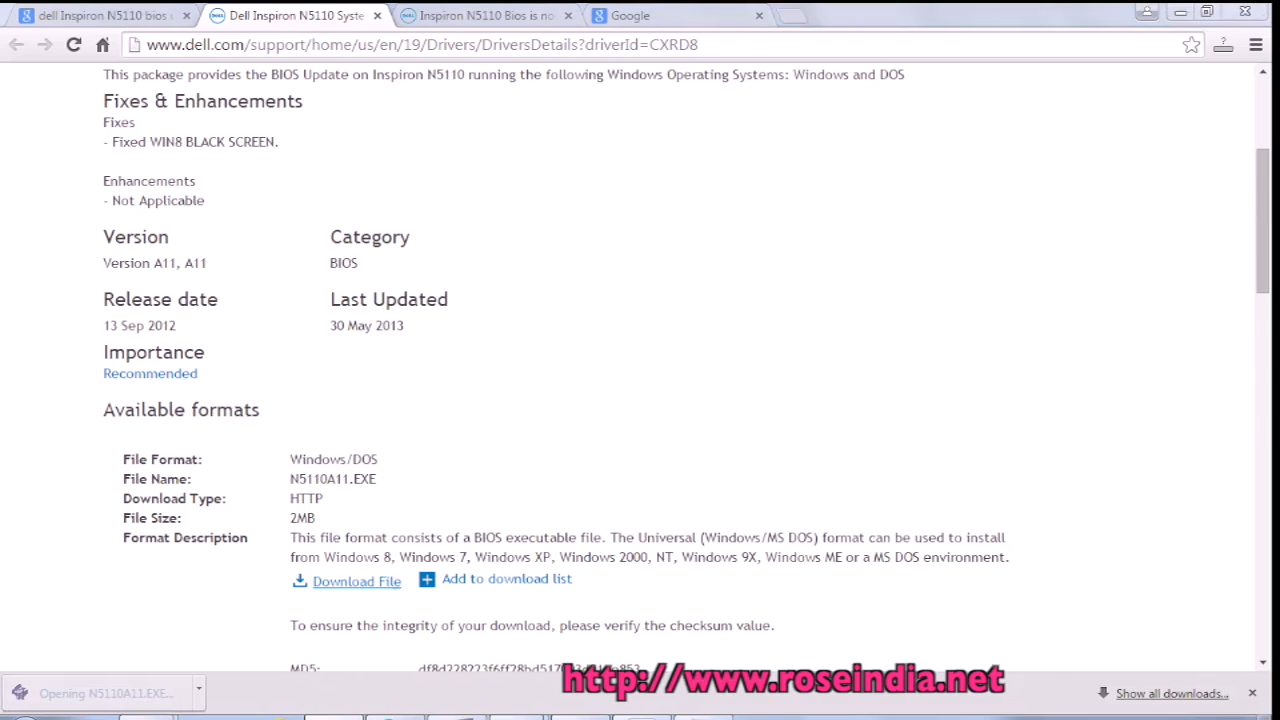 dell Inspiron N5110 bios
Dell Inspiron N5110 Syste
Inspiron N5110 Bios is no
Google
www.dell.com/support/home/us/en/19/Drivers/DriversDetails?driverId=CXRD8
This package provides the BIOS Update on Inspiron N5110 running the following Windows Operating Systems: Windows and DOS
Fixes & Enhancements
Fixes
- Fixed WIN8 BLACK SCREEN.
Enhancements
- Not Applicable
Version Category
Version A11, A11 BIOS
Release date Last Updated
13 Sep 2012 30 May 2013
Importance
Recommended
Available formats
File Format: Windows/DOS
File Name: N5110A11.EXE
Download Type: HTTP
File Size: 2MB
Format Description This file format consists of a BIOS executable file. The Universal (Windows/MS DOS) format can be used to install
from Windows 8, Windows 7, Windows XP, Windows 2000, NT, Windows 9X, Windows ME or a MS DOS environment.
Download File Add to download list
To ensure the integrity of your download, please verify the checksum value.
MD5:
http://www.roseindia.net
Opening N5110A11.EXE...
Show all downloads...